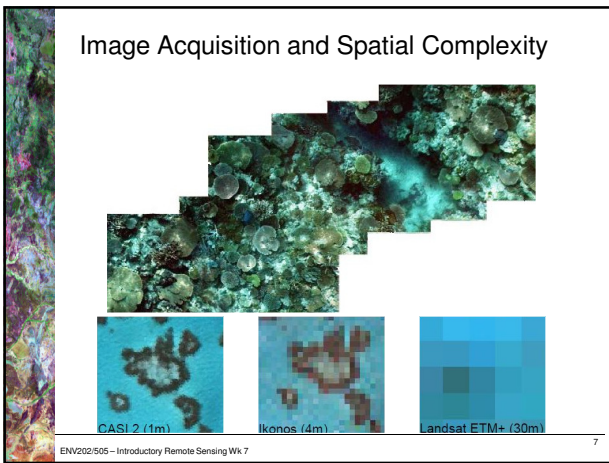 Image Acquisition and Spatial Complexity
CASI 2 (1m)
Ikonos (4m)
Landsat ETM+ (30m)
ENV202/505 – Introductory Remote Sensing Wk 7
7